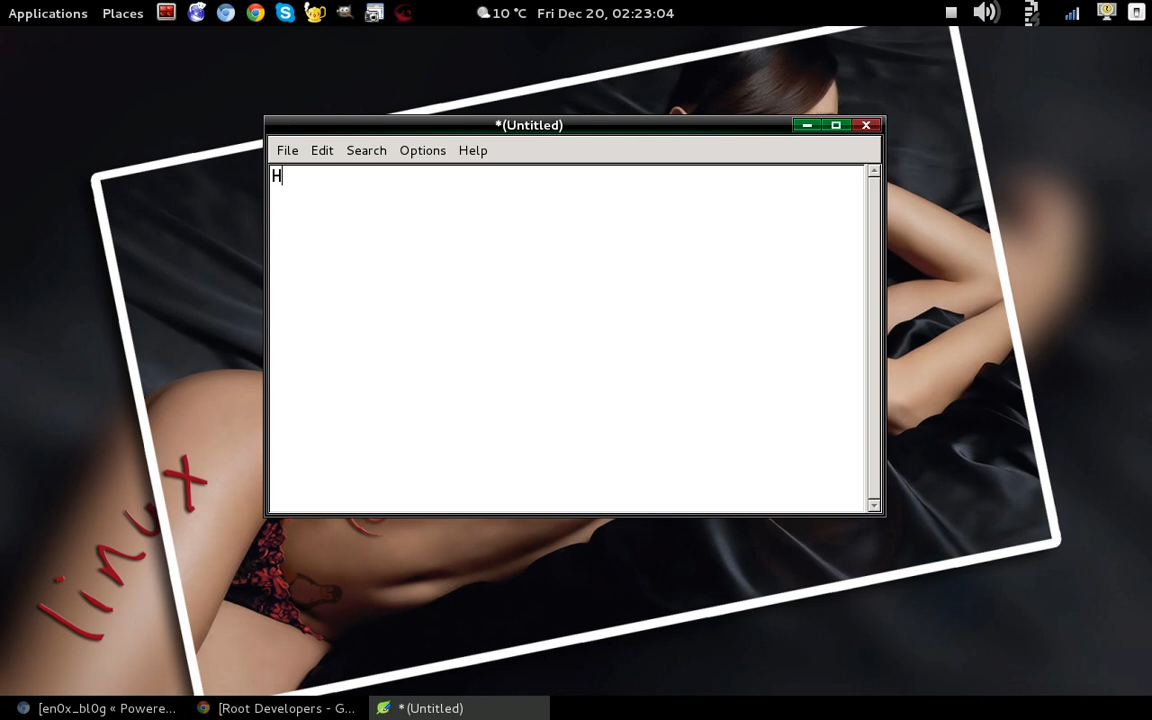 Applications Places 10 °C Fri Dec 20, 02:23:04
*(Untitled)
File Edit Search Options Help
H
linux
[en0x_bl0g « Powere... [Root Developers - G... *(Untitled)